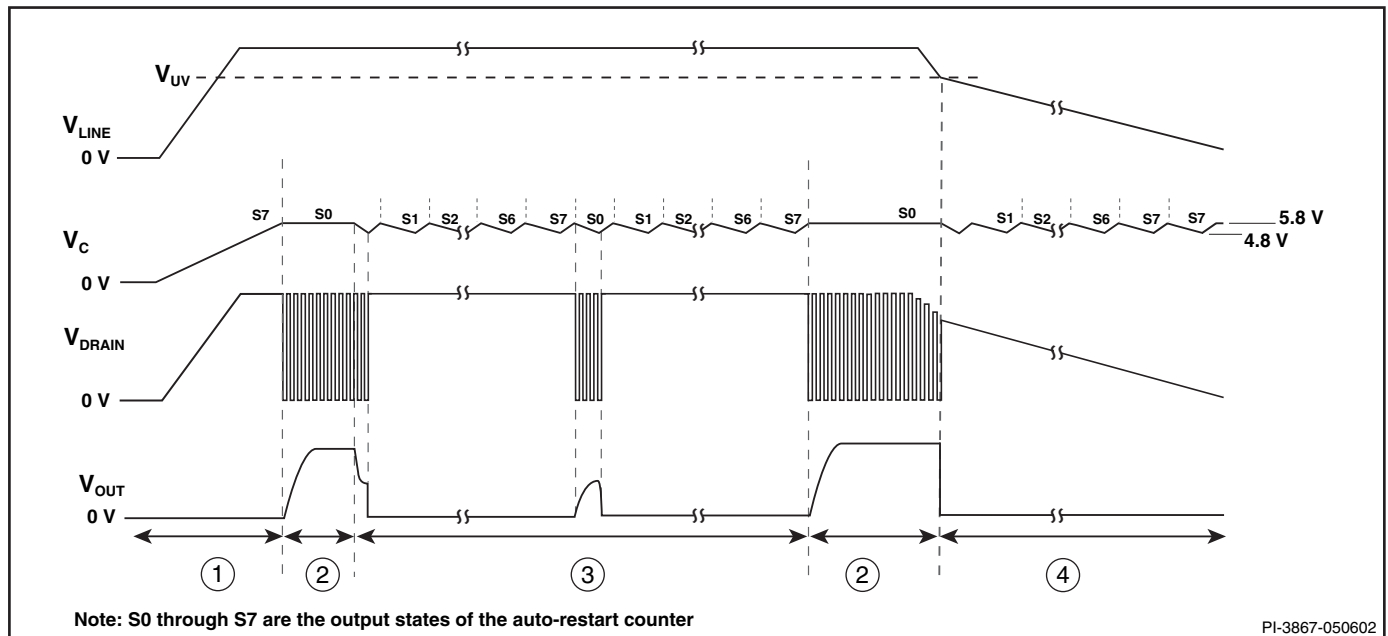 VUV
VLINE
0 V
S7 S0 S1 S2 S6 S7 S0 S1 S2 S6 S7 S0 S1 S2 S6 S7 S7
5.8 V
4.8 V
VC
0 V
VDRAIN
0 V
VOUT
0 V
1 2 3 2 4
Note: S0 through S7 are the output states of the auto-restart counter
PI-3867-050602